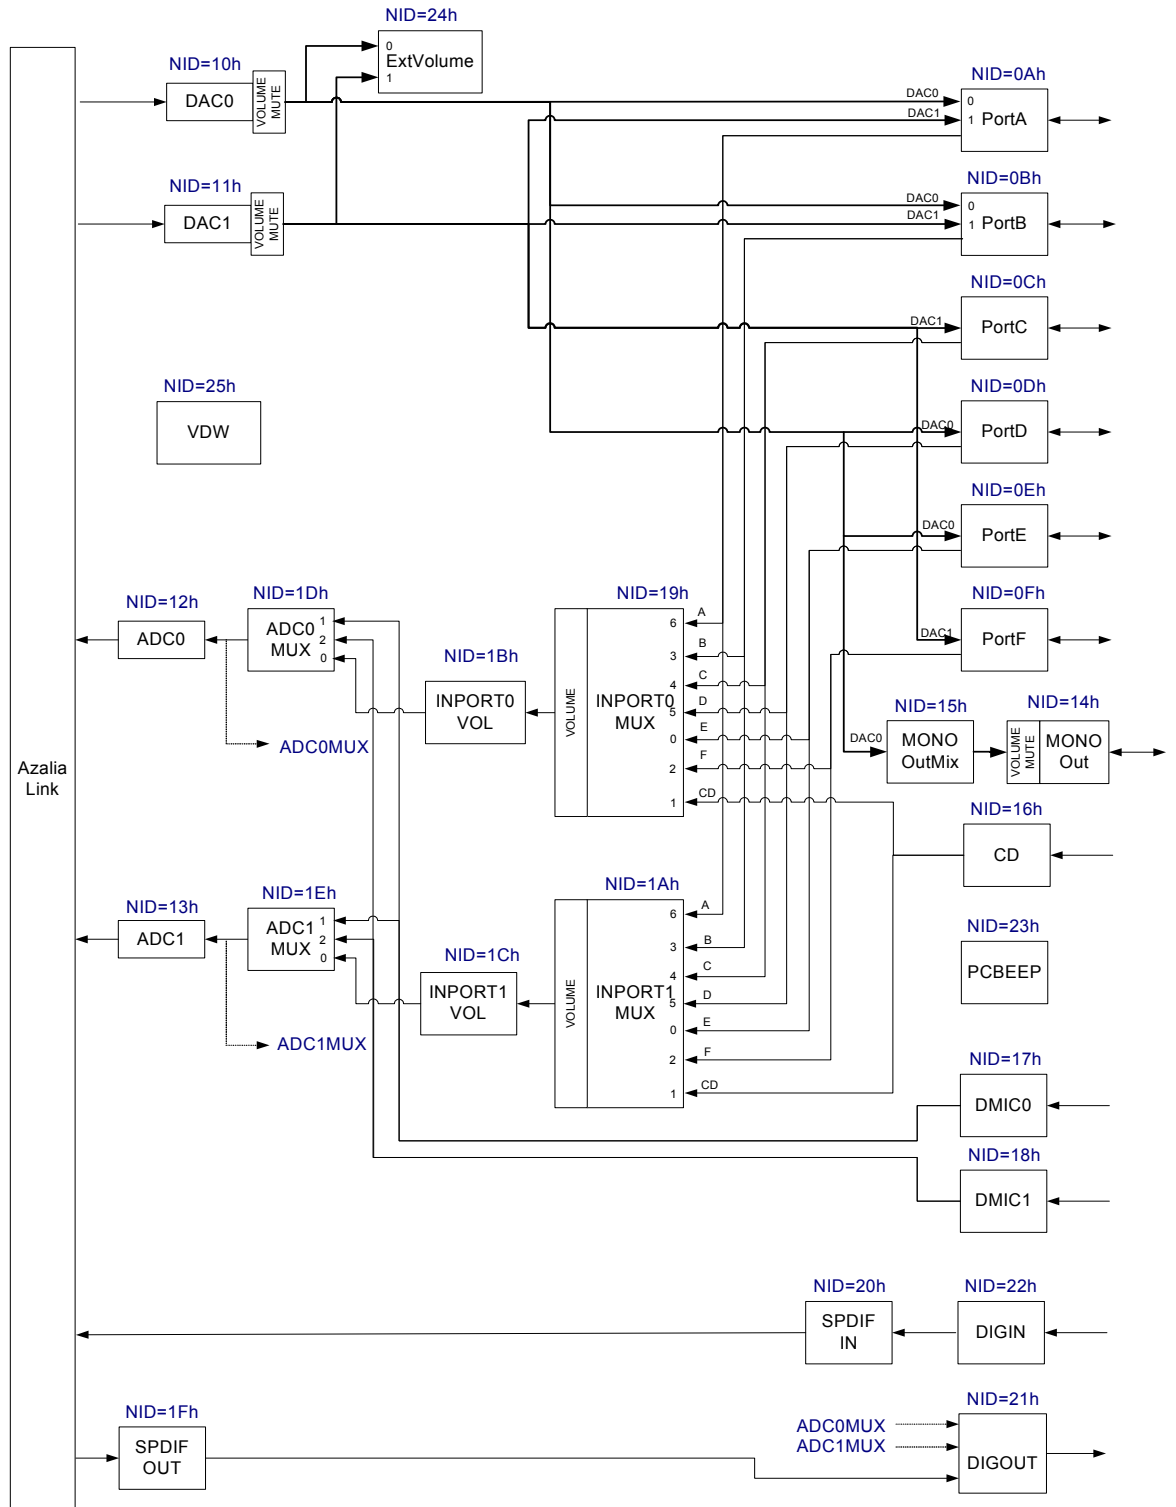 NID=24h
0
ExtVolume
1
NID=10h
DAC0
VOLUME
MUTE
NID=0Ah
DAC0
0
DAC1
1
PortA
NID=11h
DAC1
VOLUME
MUTE
NID=0Bh
DAC0
0
DAC1
1
PortB
NID=0Ch
DAC1
PortC
NID=25h
VDW
NID=0Dh
DAC0
PortD
NID=0Eh
DAC0
PortE
NID=0Fh
DAC1
PortF
NID=12h
ADC0
NID=1Dh
ADC0
MUX
1
2
0
ADC0MUX
NID=1Bh
INPORT0
VOL
NID=19h
VOLUME
INPORT0
MUX
A
6
B
3
C
4
D
5
E
0
F
2
CD
1
NID=15h
DAC0
MONO
OutMix
NID=14h
VOLUME
MUTE
MONO
Out
Azalia
Link
NID=16h
CD
NID=13h
ADC1
NID=1Eh
ADC1
MUX
1
2
0
ADC1MUX
NID=1Ch
INPORT1
VOL
NID=1Ah
VOLUME
INPORT1
MUX
A
6
B
3
C
4
D
5
E
0
F
2
CD
1
NID=23h
PCBEEP
NID=17h
DMIC0
NID=18h
DMIC1
NID=20h
SPDIF
IN
NID=22h
DIGIN
NID=1Fh
SPDIF
OUT
NID=21h
ADC0MUX
ADC1MUX
DIGOUT